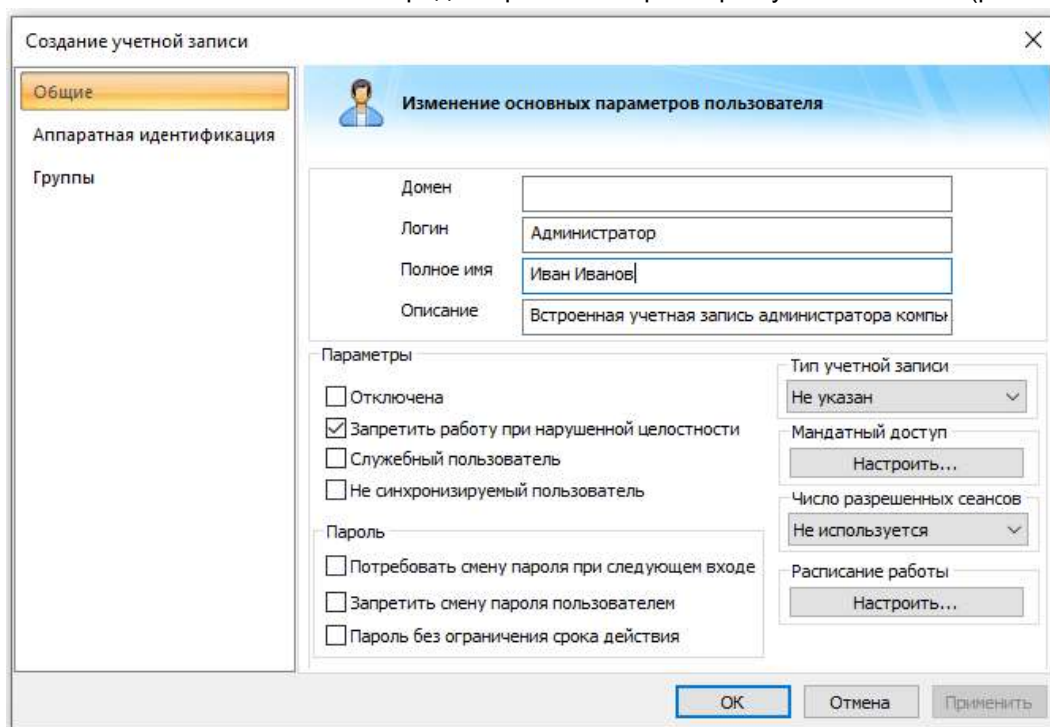 Создание учетной записи
Общие
Аппаратная идентификация
Группы
Изменение основных параметров пользователя
Домен
Логин
Администратор
Полное имя
Иван Иванов
Описание
Встроенная учетная запись администратора компь
Параметры
Отключена
Запретить работу при нарушенной целостности
Служебный пользователь
Не синхронизируемый пользователь
Пароль
Потребовать смену пароля при следующем входе
Запретить смену пароля пользователем
Пароль без ограничения срока действия
Тип учетной записи
Не указан
Мандатный доступ
Настроить...
Число разрешенных сеансов
Не используется
Расписание работы
Настроить...
ОК
Отмена
Применить